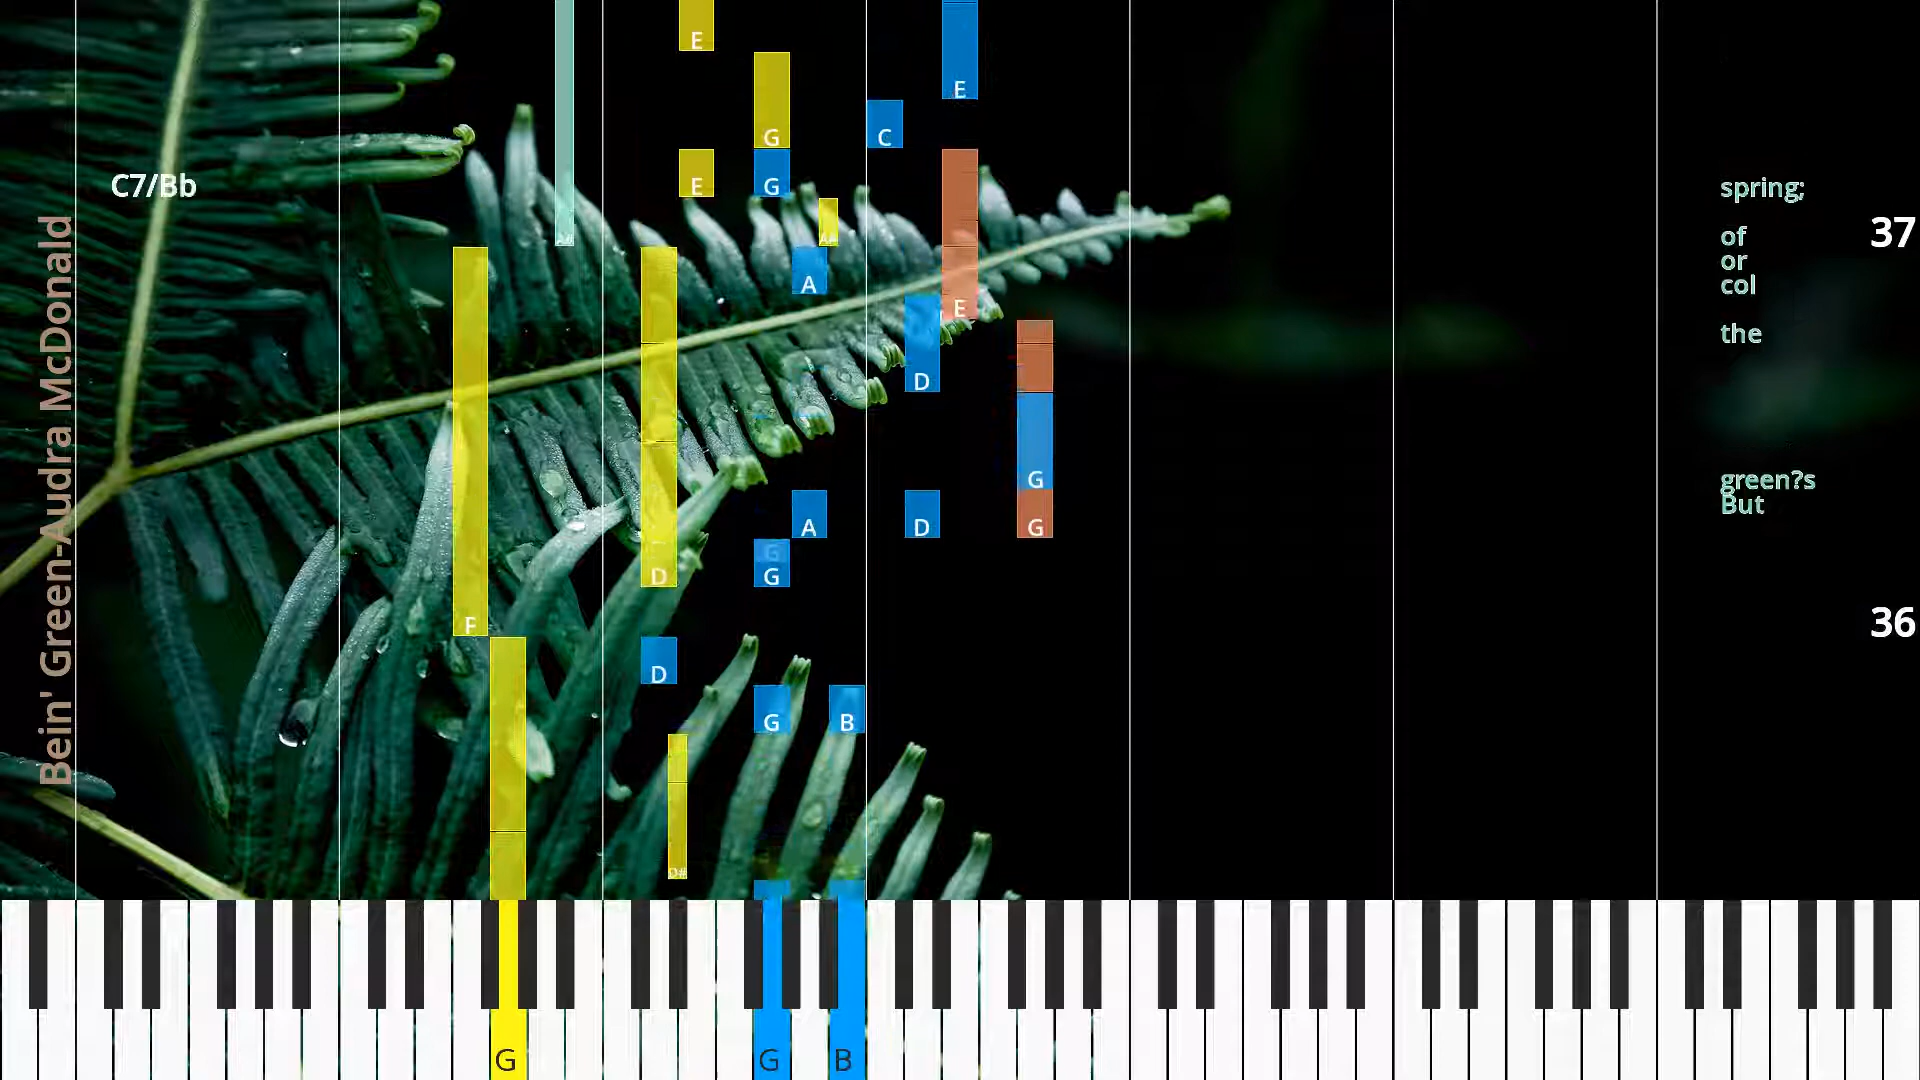 Bein' Green-Audra McDonald
C7/Bb
E
E
G
C
E
G
A#
A#
A
E
D
G
A
D
G
G
G
D
F
D
G
B
D#
spring;
37
of
or
col
the
green?s
But
36
G
G
B